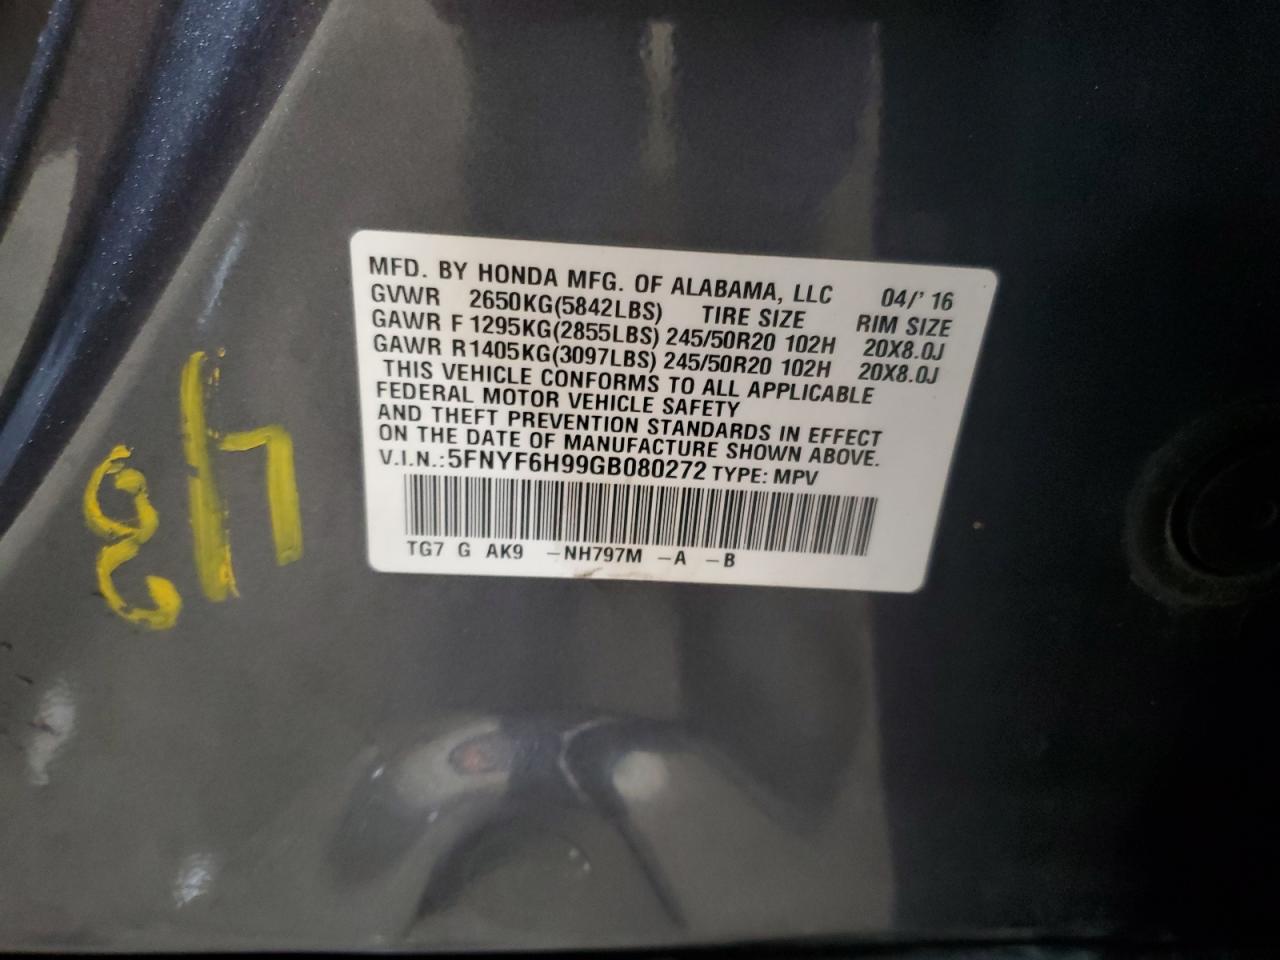 MFD. BY HONDA MFG. OF ALABAMA, LLC 04/' 16
GVWR 2650KG(5842LBS) TIRE SIZE RIM SIZE
GAWR F 1295KG(2855LBS) 245/50R20 102H 20X8.0J
GAWR R1405KG(3097LBS) 245/50R20 102H 20X8.0J
THIS VEHICLE CONFORMS TO ALL APPLICABLE
FEDERAL MOTOR VEHICLE SAFETY
AND THEFT PREVENTION STANDARDS IN EFFECT
ON THE DATE OF MANUFACTURE SHOWN ABOVE.
V.I.N.:5FNYF6H99GB080272 TYPE: MPV
TG7 G AK9 -NH797M -A -B